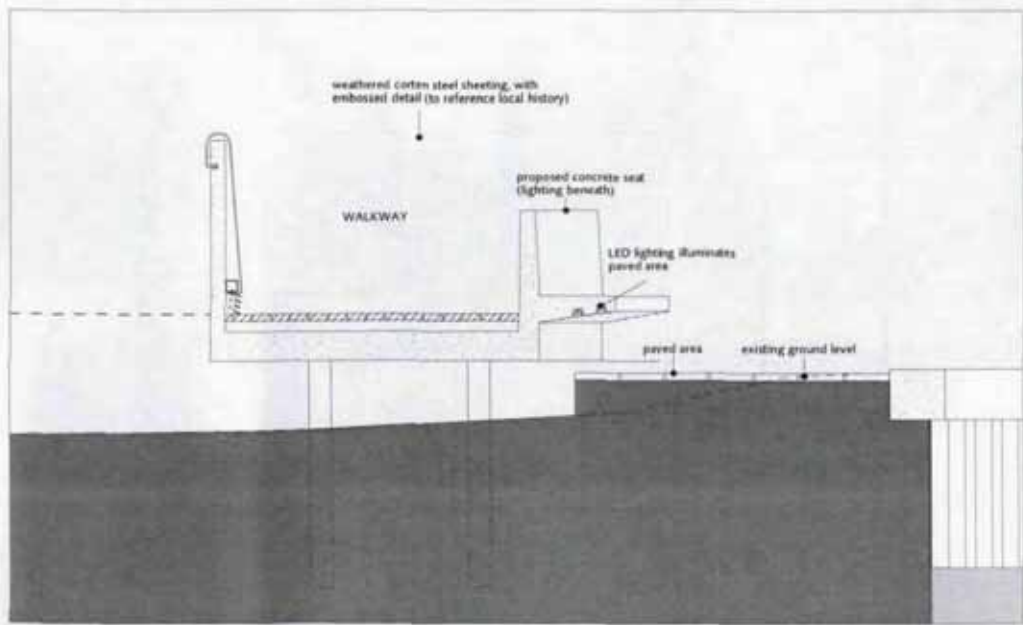 weathered corten steel sheeting, with
embossed detail (to reference local history)
proposed concrete seat
(lighting beneath)
WALKWAY
LED lighting illuminates
paved area
paved area
existing ground level